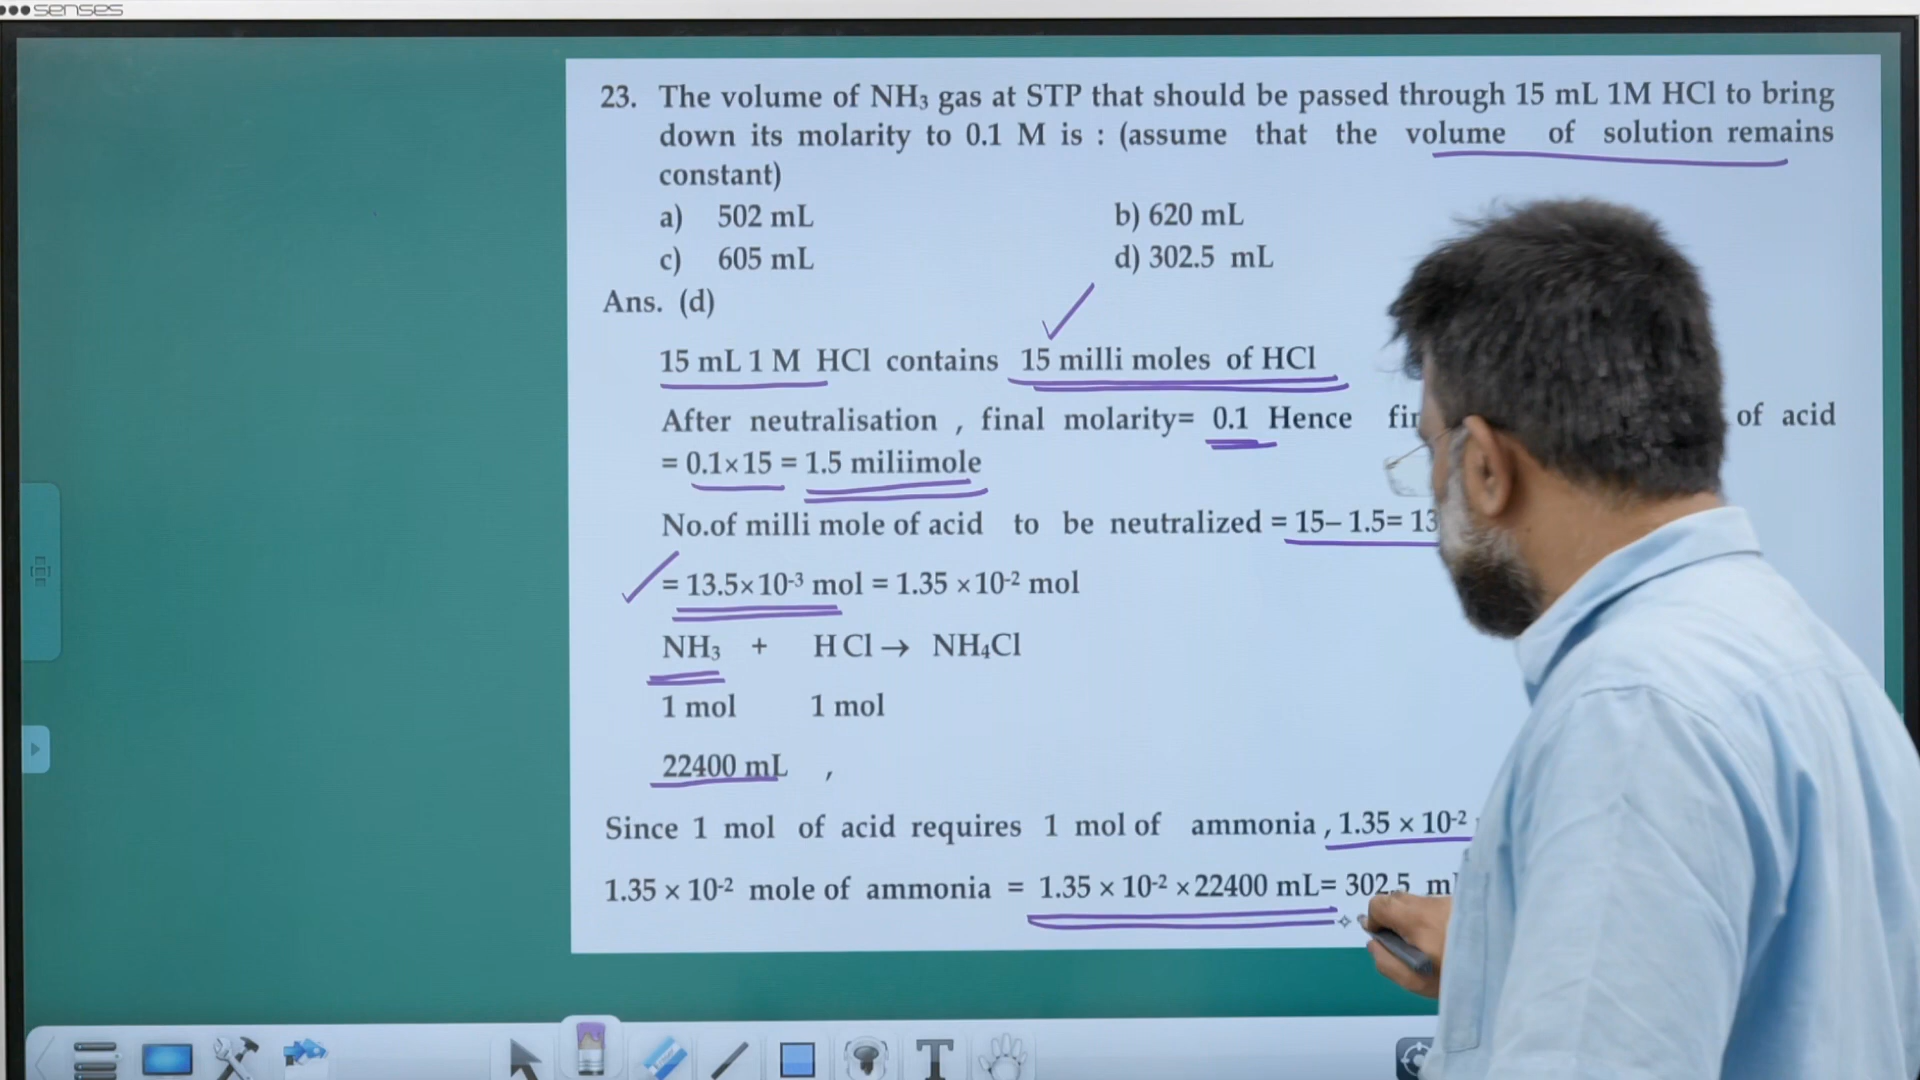 senses
23. The volume of NH₃ gas at STP that should be passed through 15 mL 1M HCl to bring
down its molarity to 0.1 M is : (assume that the volume of solution remains
constant)
a) 502 mL b) 620 mL
c) 605 mL d) 302.5 mL
Ans. (d)
15 mL 1 M HCl contains 15 milli moles of HCl
After neutralisation , final molarity= 0.1 Hence of acid
= 0.1×15 = 1.5 miliimole
No.of milli mole of acid to be neutralized = 15– 1.5= 13
= 13.5×10⁻³ mol = 1.35 ×10⁻² mol
NH₃ + H Cl → NH₄Cl
1 mol 1 mol
22400 mL ,
Since 1 mol of acid requires 1 mol of ammonia , 1.35 × 10⁻²
1.35 × 10⁻² mole of ammonia = 1.35 × 10⁻² ×22400 mL= 302.5
T